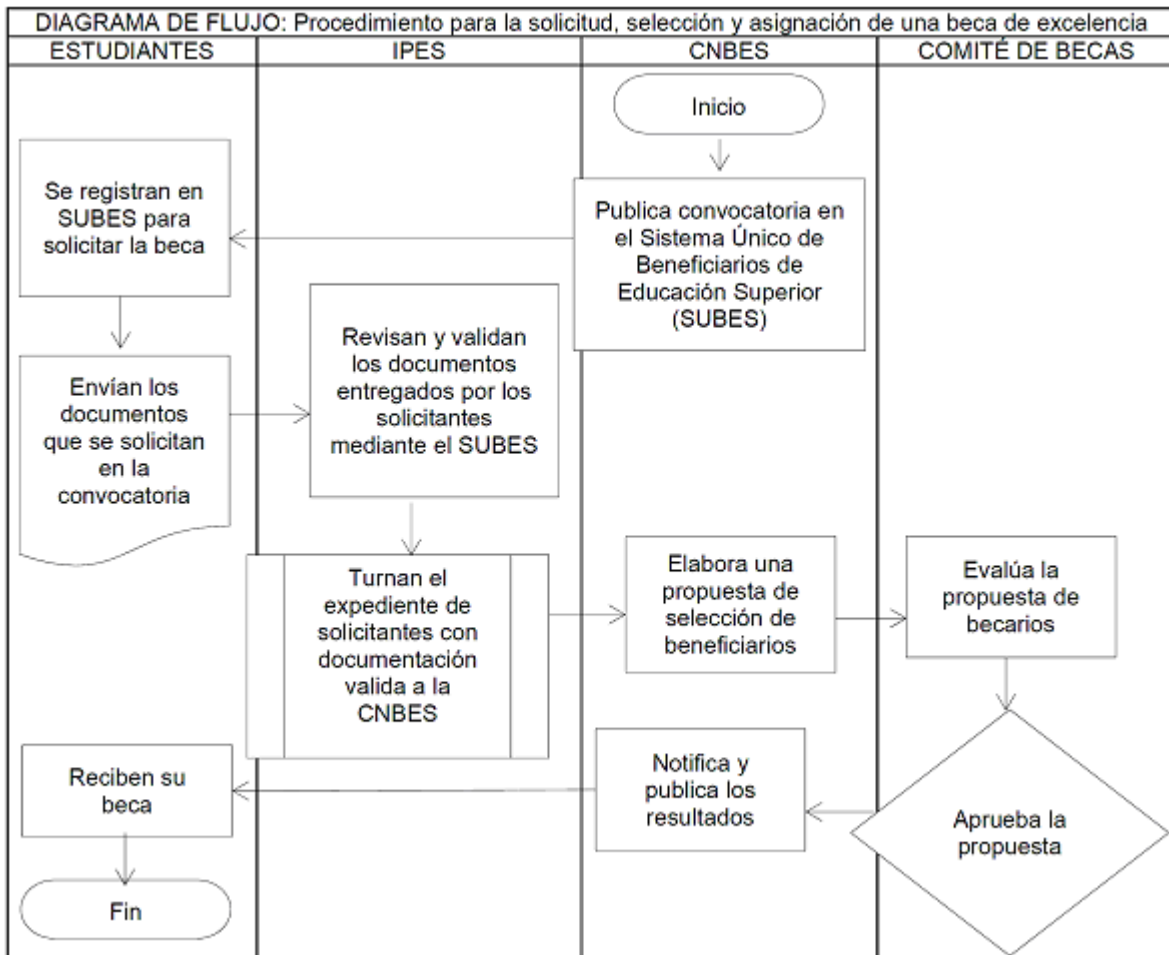 DIAGRAMA DE FLUJO: Procedimiento para la solicitud, selección y asignación de una beca de excelencia
ESTUDIANTES
IPES
CNBES
COMITÉ DE BECAS
Inicio
Publica convocatoria en
el Sistema Único de
Beneficiarios de
Educación Superior
(SUBES)
Se registran en
SUBES para
solicitar la beca
Envían los
documentos
que se solicitan
en la
convocatoria
Revisan y validan
los documentos
entregados por los
solicitantes
mediante el SUBES
Turnan el
expediente de
solicitantes con
documentación
valida a la
CNBES
Elabora una
propuesta de
selección de
beneficiarios
Evalúa la
propuesta de
becarios
Aprueba la
propuesta
Notifica y
publica los
resultados
Reciben su
beca
Fin